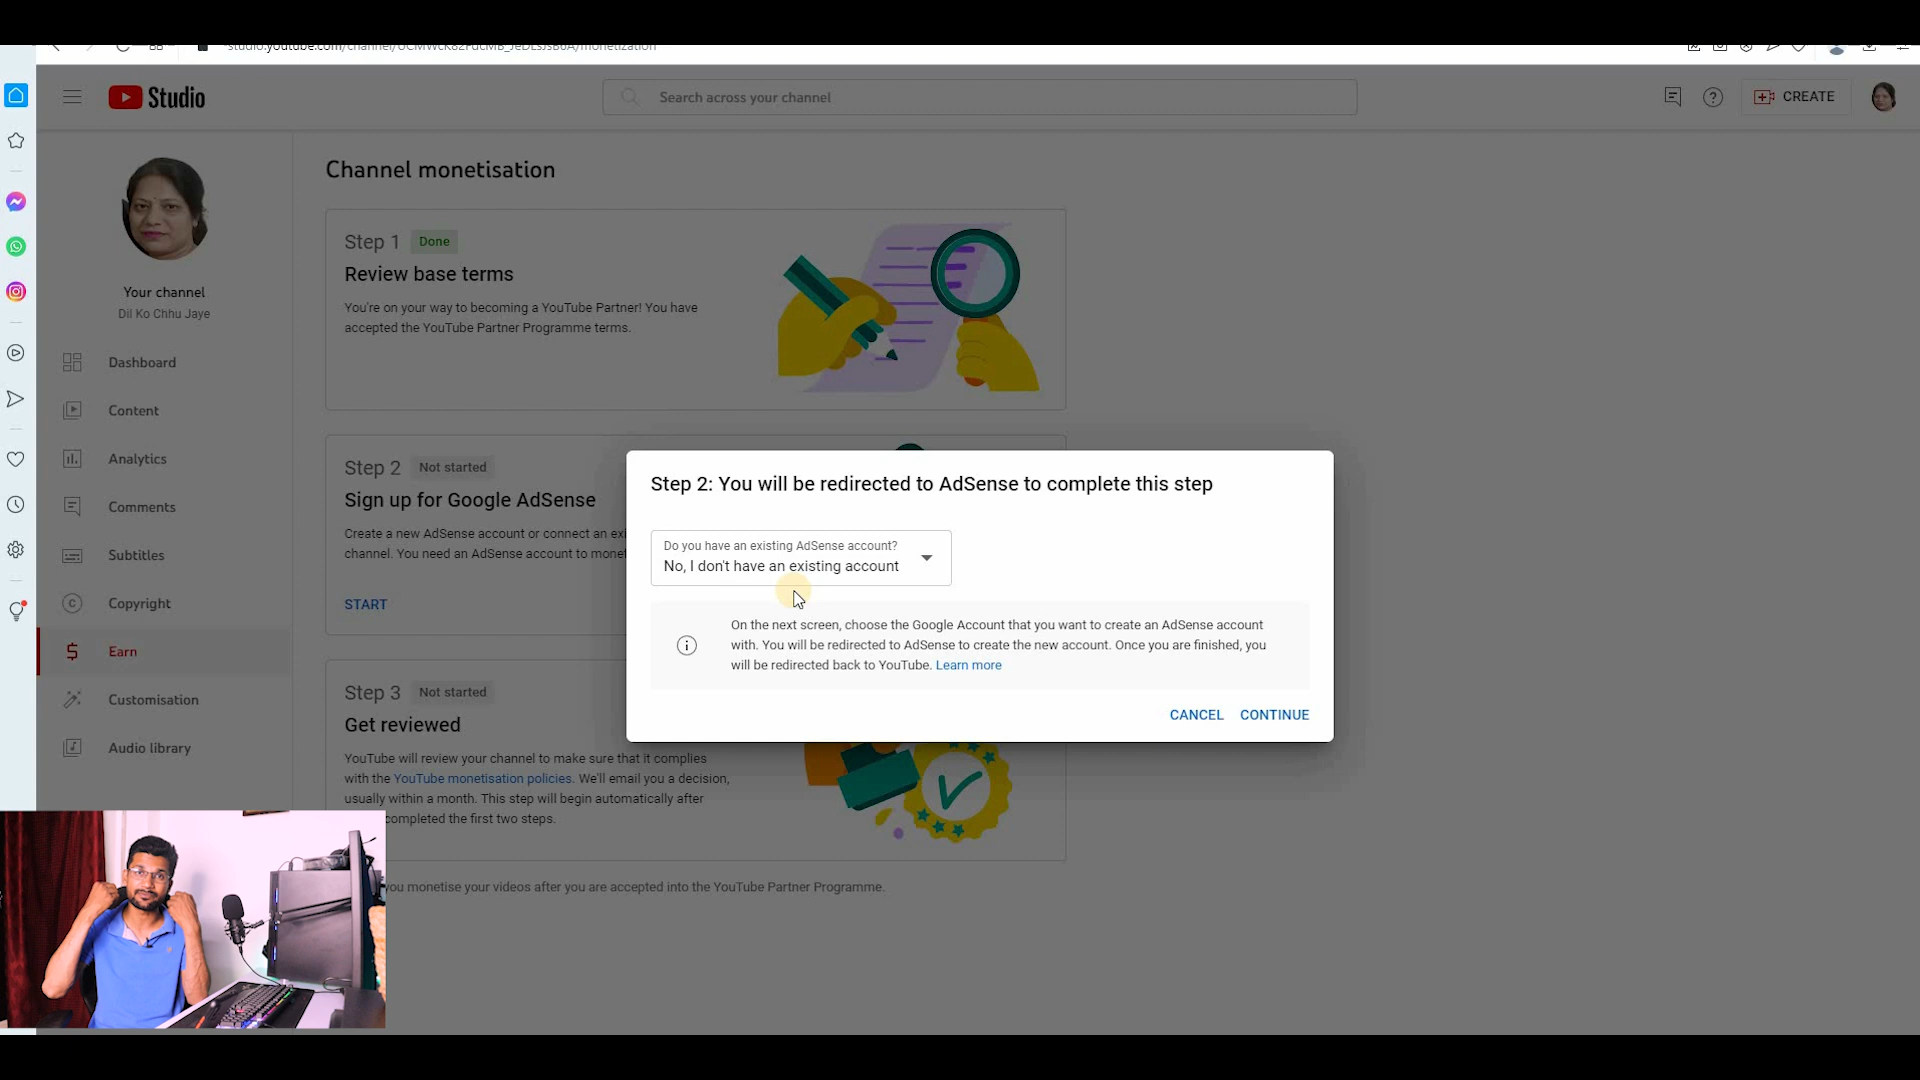 Studio
Search across your channel
CREATE
Your channel
Dil Ko Chhu Jaye
Dashboard
Content
Analytics
Comments
Subtitles
Copyright
Earn
Customisation
Audio library
Channel monetisation
Step 1 Done
Review base terms
You're on your way to becoming a YouTube Partner! You have
accepted the YouTube Partner Programme terms.
Step 2 Not started
Sign up for Google AdSense
Create a new AdSense account or connect an
channel. You need an AdSense account to
START
Step 3 Not started
Get reviewed
YouTube will review your channel to make sure that it complies
with the YouTube monetisation policies. We'll email you a decision,
usually within a month. This step will begin automatically after
completed the first two steps.
you monetise your videos after you are accepted into the YouTube Partner Programme.
Step 2: You will be redirected to AdSense to complete this step
Do you have an existing AdSense account?
No, I don't have an existing account
On the next screen, choose the Google Account that you want to create an AdSense account
with. You will be redirected to AdSense to create the new account. Once you are finished, you
will be redirected back to YouTube. Learn more
CANCEL CONTINUE